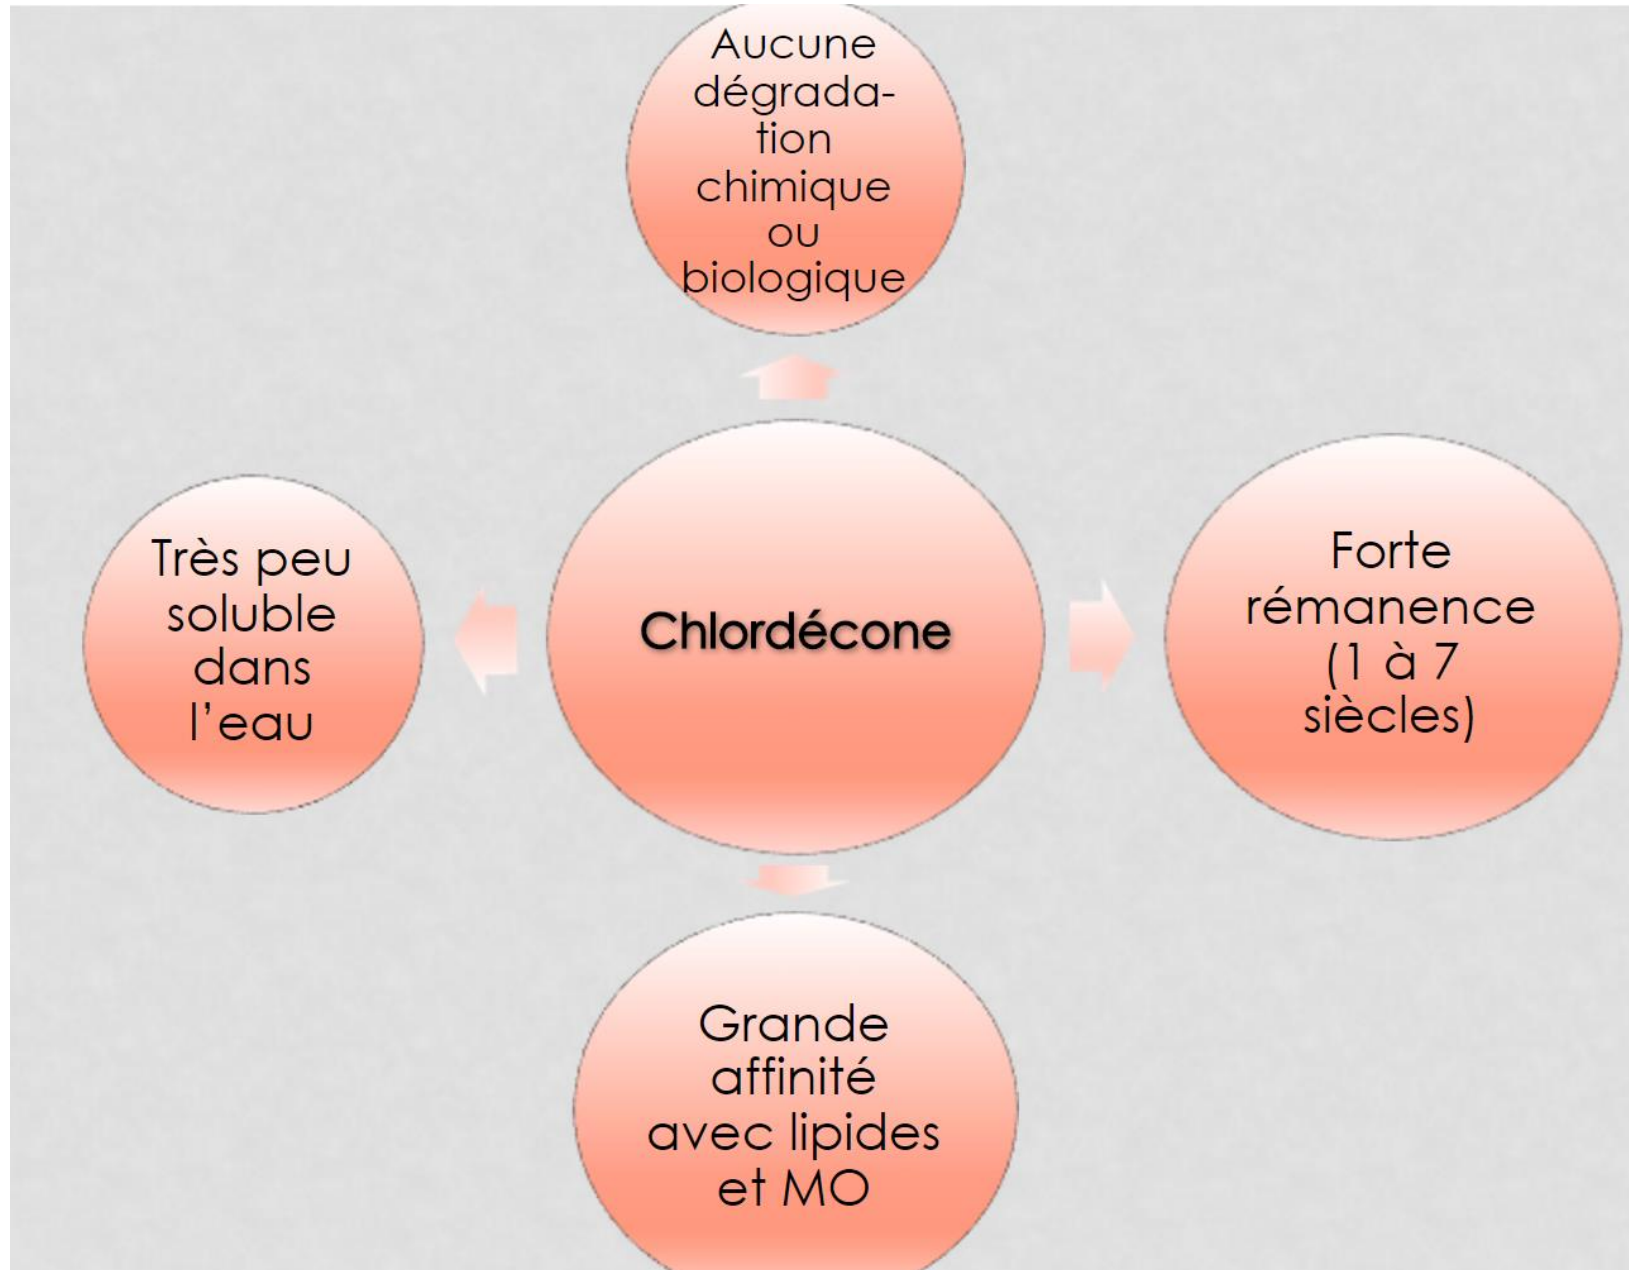 Aucune
dégrada-
tion
chimique
ou
biologique
Très peu
soluble
dans
l’eau
Chlordécone
Forte
rémanence
(1 à 7
siècles)
Grande
affinité
avec lipides
et MO